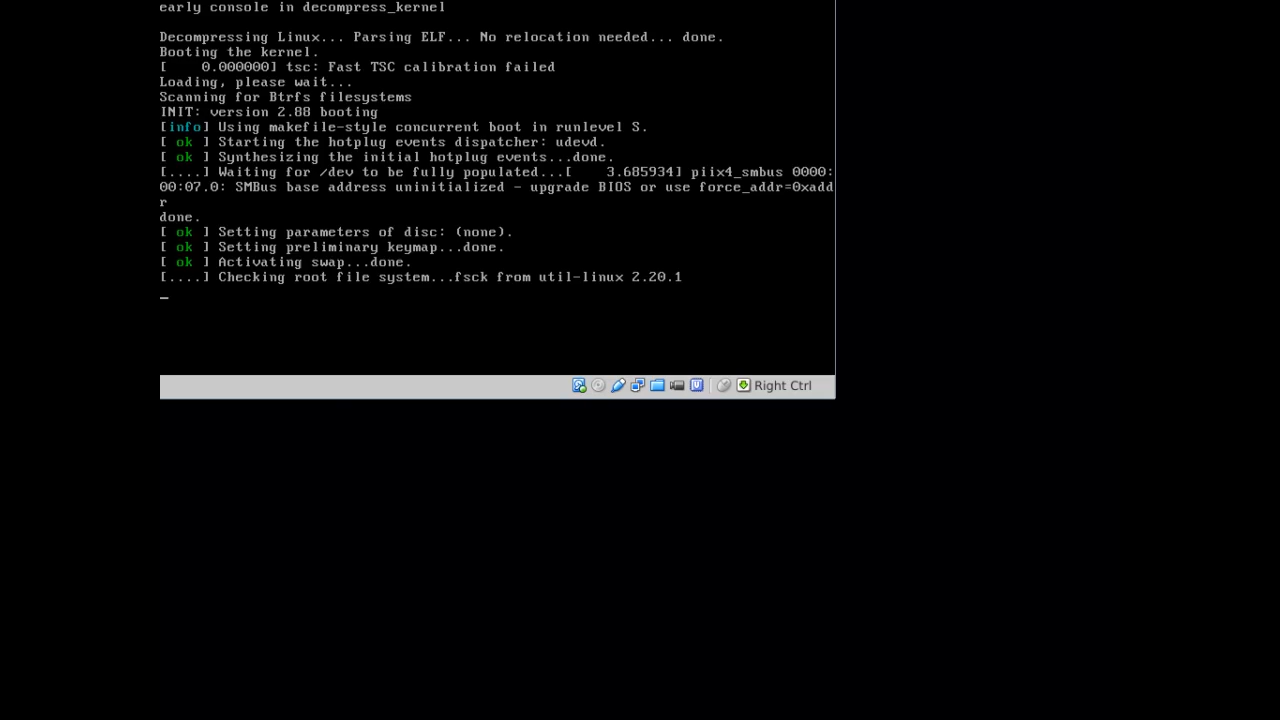 early console in decompress_kernel
Decompressing Linux... Parsing ELF... No relocation needed... done.
Booting the kernel.
[    0.000000] tsc: Fast TSC calibration failed
Loading, please wait...
Scanning for Btrfs filesystems
INIT: version 2.88 booting
[info] Using makefile-style concurrent boot in runlevel S.
[ ok ] Starting the hotplug events dispatcher: udevd.
[ ok ] Synthesizing the initial hotplug events...done.
[....] Waiting for /dev to be fully populated...[    3.685934] piix4_smbus 0000:
00:07.0: SMBus base address uninitialized - upgrade BIOS or use force_addr=0xadd
r
done.
[ ok ] Setting parameters of disc: (none).
[ ok ] Setting preliminary keymap...done.
[ ok ] Activating swap...done.
[....] Checking root file system...fsck from util-linux 2.20.1
_
Right Ctrl